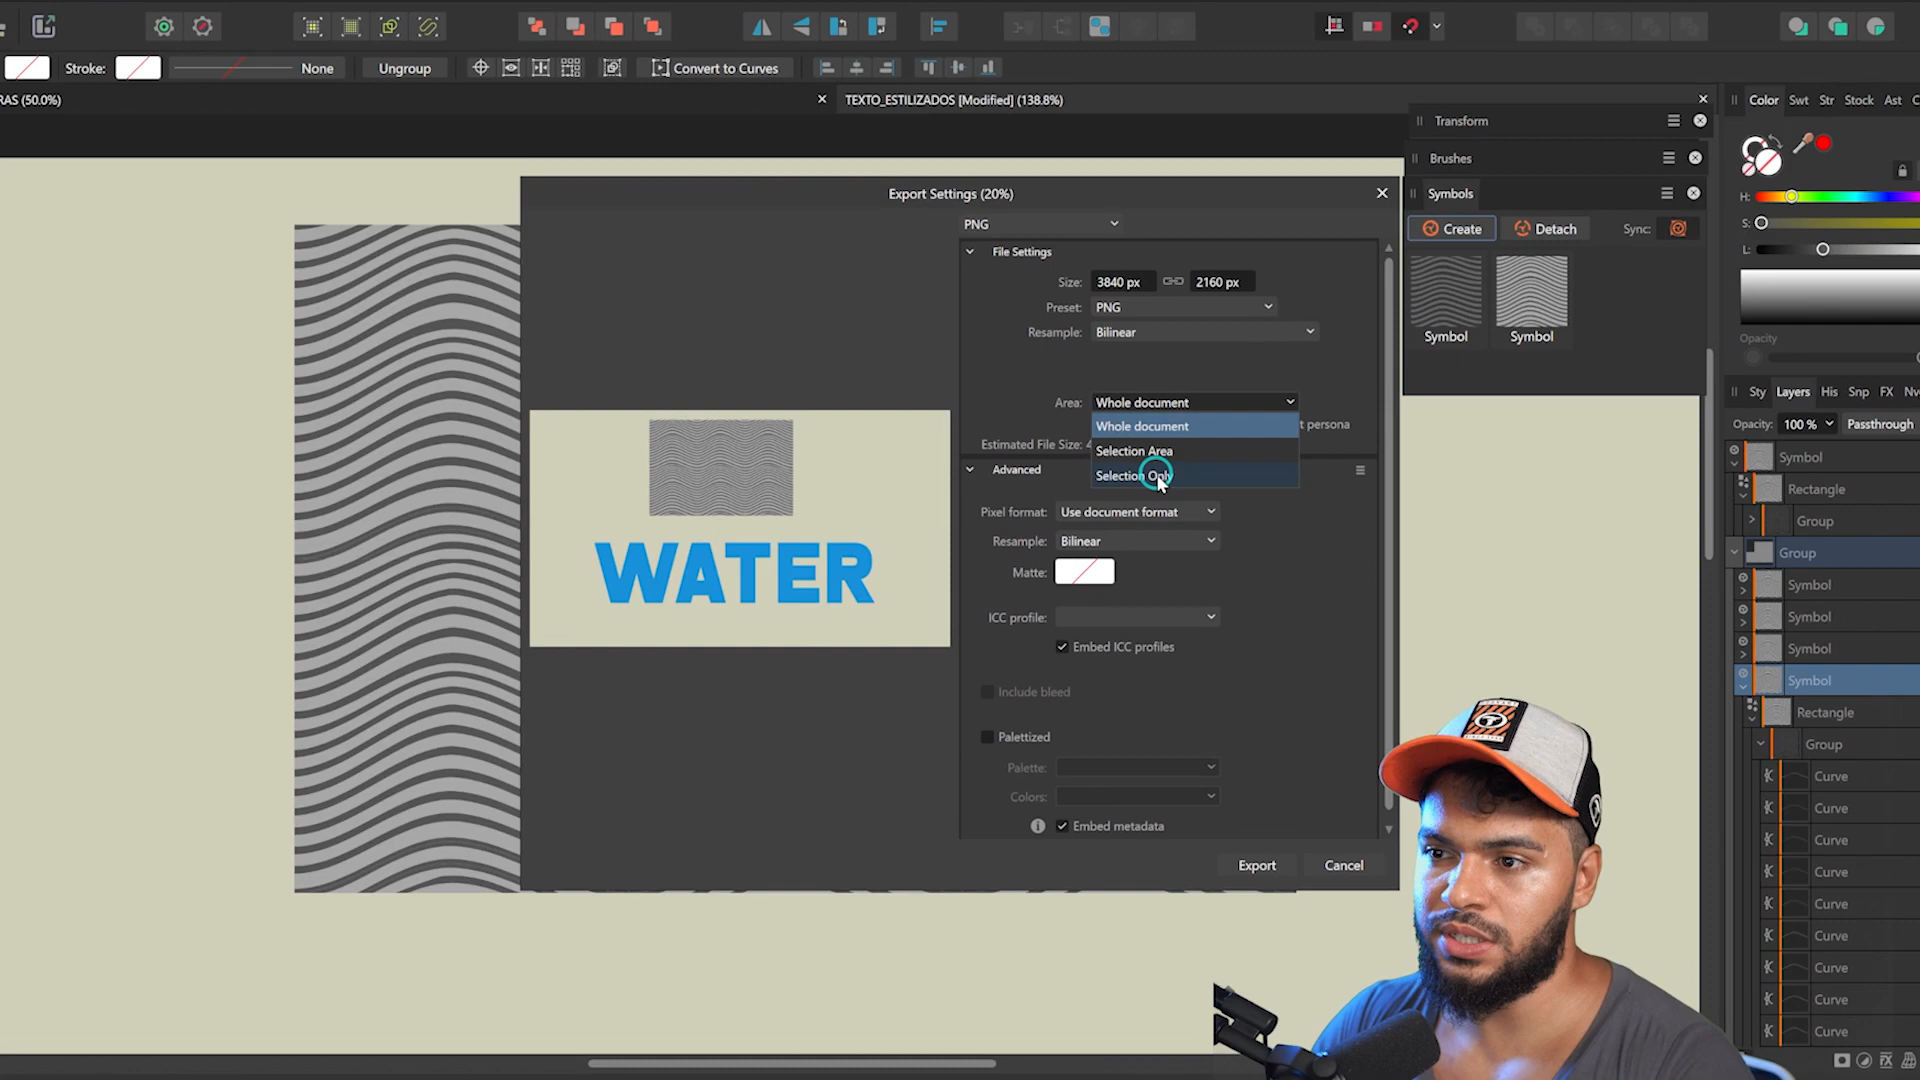 Stroke:
None
Ungroup
Convert to Curves
RAS (50.0%)
TEXTO_ESTILIZADOS [Modified] (138.8%)
Color
Swt
Str
Stock
Ast
Transform
Brushes
Symbols
Create
Detach
Sync:
Symbol
Symbol
H:
S:
L:
Opacity
Export Settings (20%)
PNG
File Settings
Size:
3840 px
2160 px
Preset:
PNG
Resample:
Bilinear
Area:
Whole document
Whole document
Selection Area
Selection Only
t persona
Estimated File Size: 4
Advanced
Pixel format:
Use document format
Resample:
Bilinear
Matte:
ICC profile:
Embed ICC profiles
Include bleed
Palettized
Palette:
Colors:
Embed metadata
Export
Cancel
WATER
Sty
Layers
His
Snp
FX
Opacity:
100 %
Passthrough
Symbol
Rectangle
Group
Group
Symbol
Symbol
Symbol
Symbol
Rectangle
Group
Curve
Curve
Curve
Curve
Curve
Curve
Curve
Curve
Curve